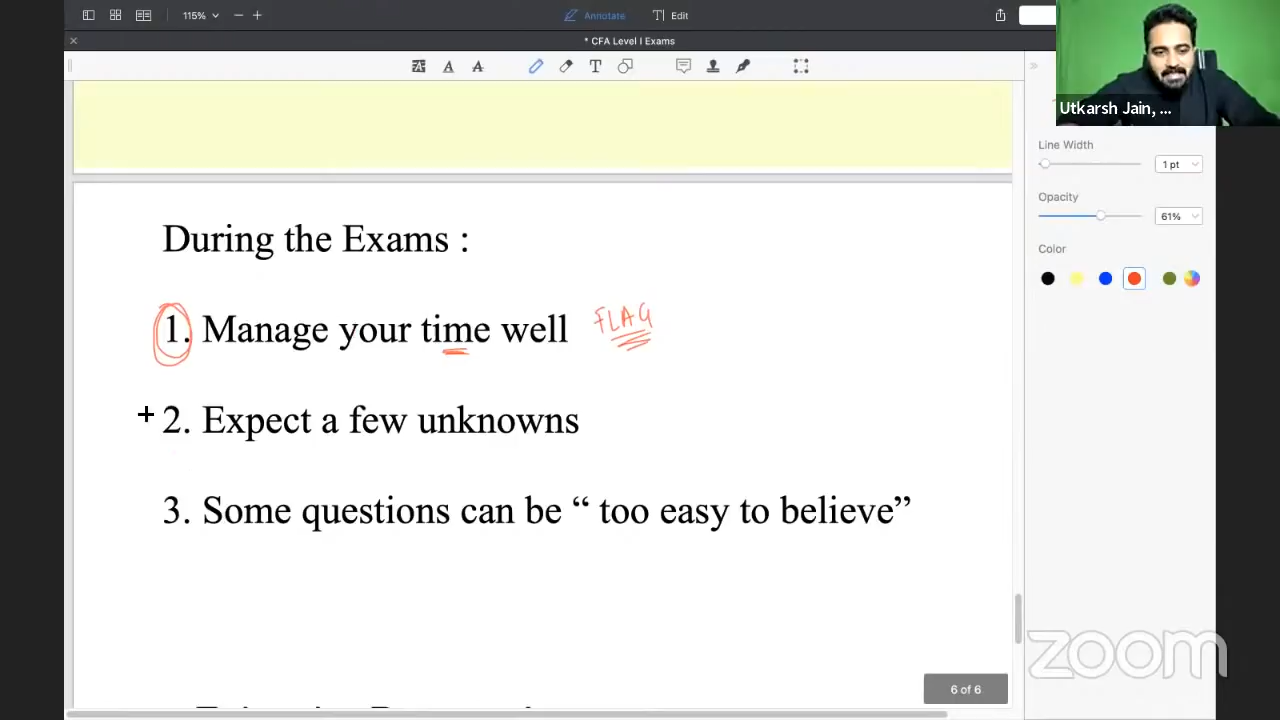 115%
Annotate
Edit
* CFA Level I Exams
Utkarsh Jain, ...
Line Width
1 pt
Opacity
61%
Color
During the Exams :
1. Manage your time well FLAG
2. Expect a few unknowns
3. Some questions can be “ too easy to believe”
6 of 6
zoom